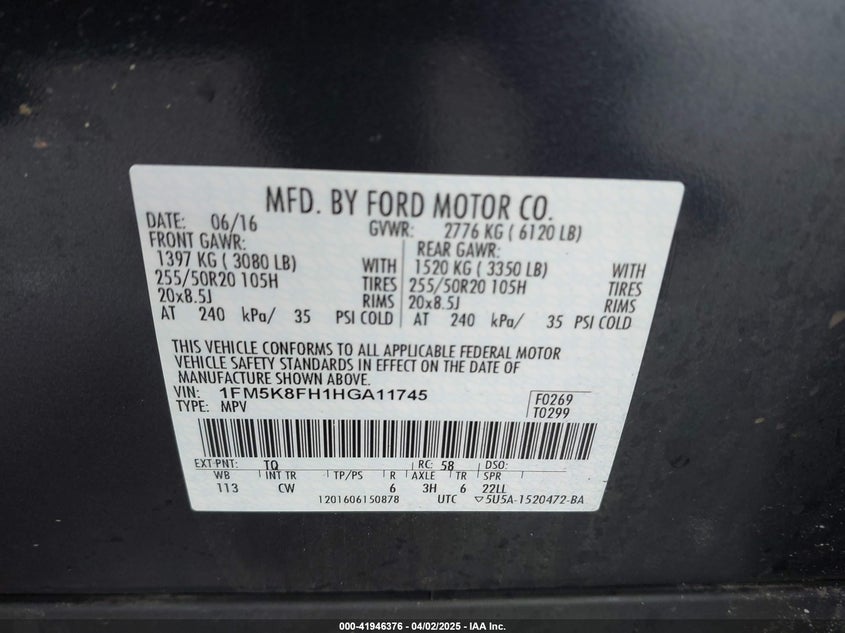 MFD. BY FORD MOTOR CO.
DATE: 06/16 GVWR: 2776 KG ( 6120 LB)
FRONT GAWR: REAR GAWR:
1397 KG ( 3080 LB) WITH 1520 KG ( 3350 LB) WITH
255/50R20 105H TIRES 255/50R20 105H TIRES
20x8.5J RIMS 20x8.5J RIMS
AT 240 kPa/ 35 PSI COLD AT 240 kPa/ 35 PSI COLD
THIS VEHICLE CONFORMS TO ALL APPLICABLE FEDERAL MOTOR
VEHICLE SAFETY STANDARDS IN EFFECT ON THE DATE OF
MANUFACTURE SHOWN ABOVE.
VIN: 1FM5K8FH1HGA11745 F0269
TYPE: MPV T0299
EXT PNT: TQ RC: 58 DSO:
WB INT TR TP/PS R AXLE TR SPR
113 CW 6 3H 6 22LL
1201606150878 UTC ▽5U5A-1520472-BA
000-41946376 - 04/02/2025 - IAA Inc.